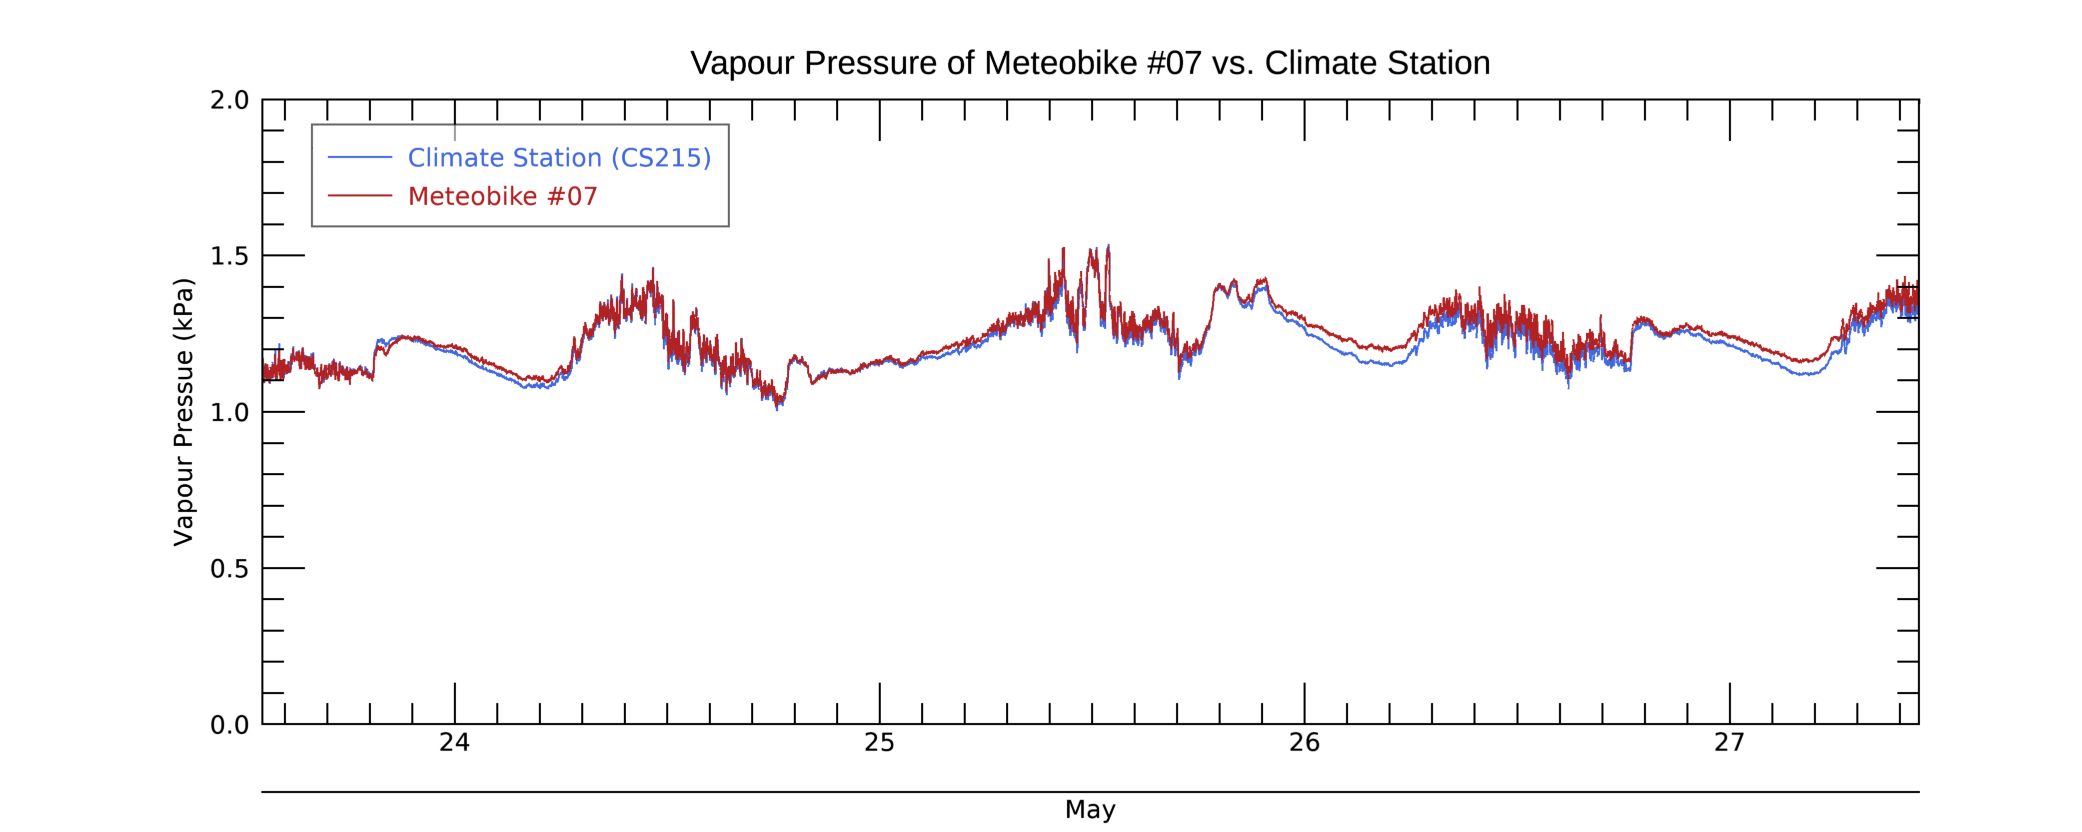 Vapour Pressure of Meteobike #07 vs. Climate Station
2.0
Climate Station (CS215)
Meteobike #07
1.5
1.0
0.5
0.0
Vapour Pressue (kPa)
24 25 26 27
May